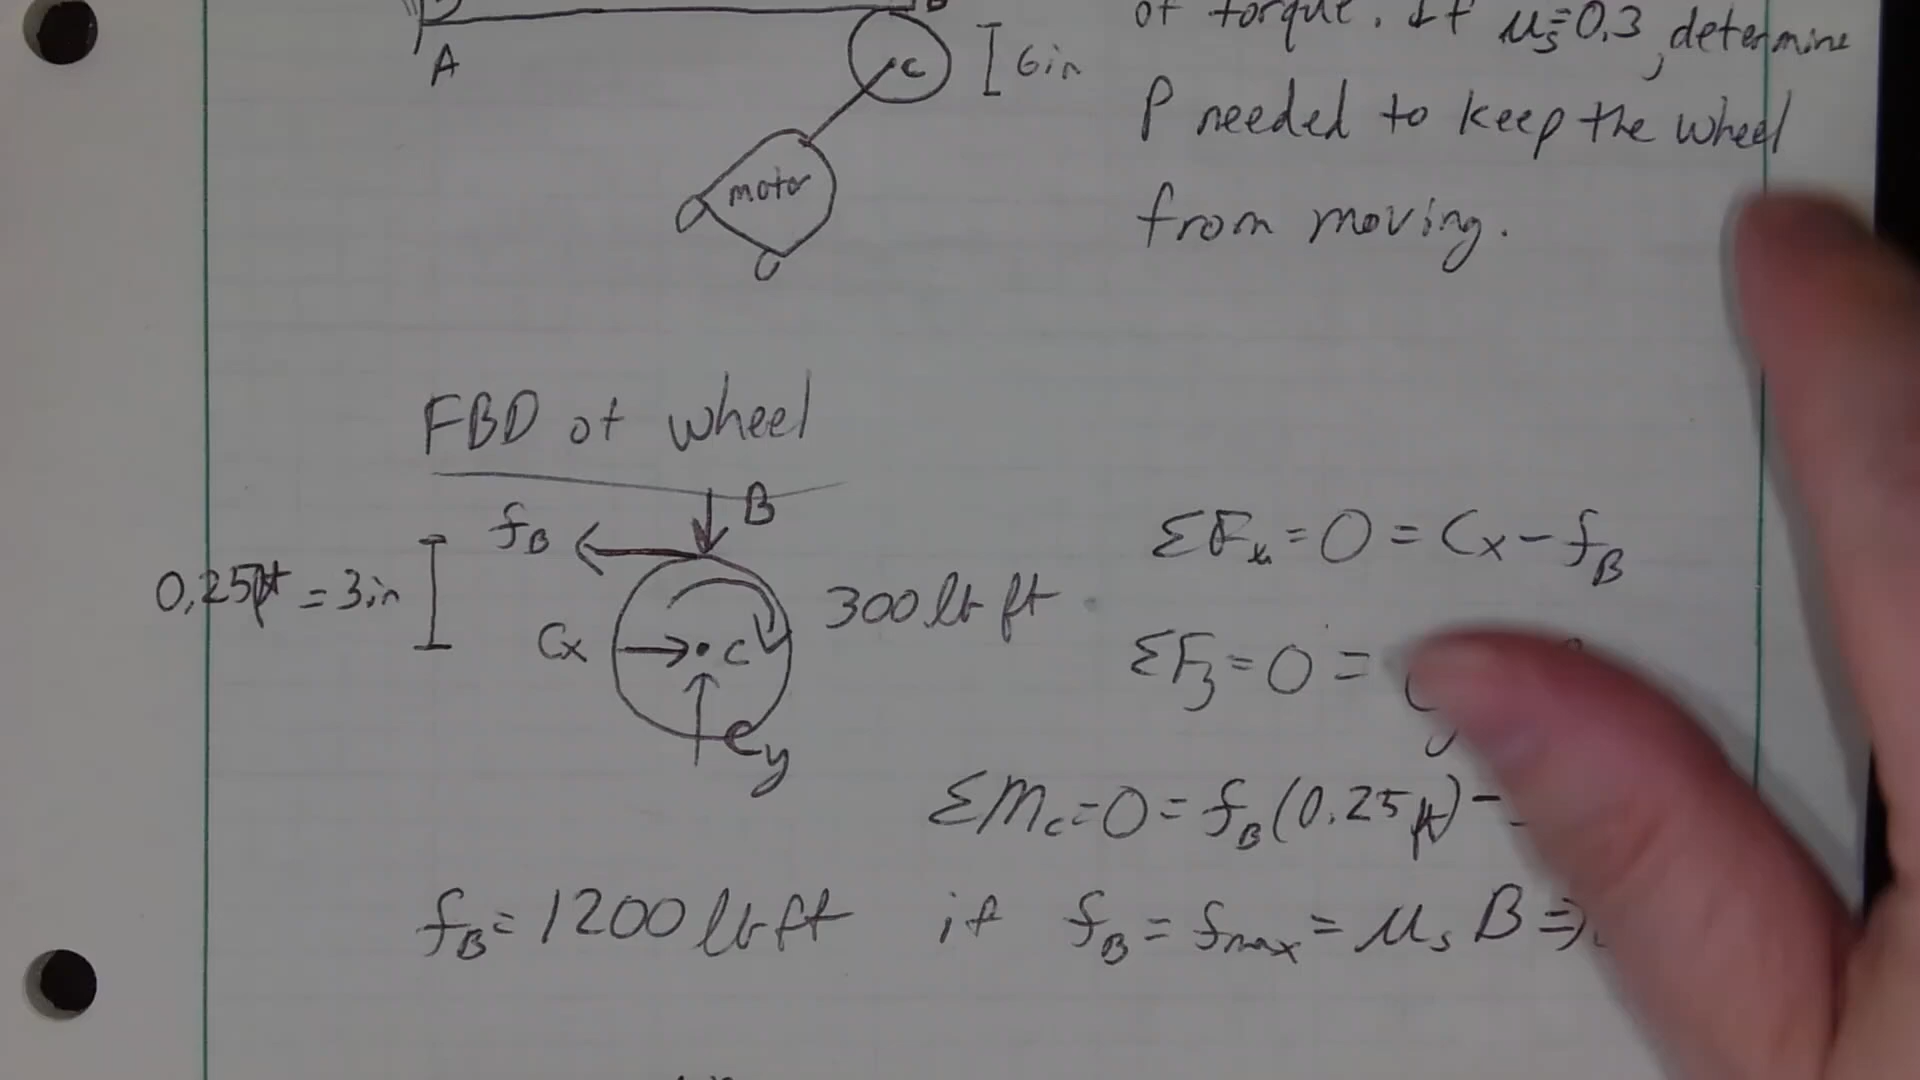 of torque. If μs=0.3, determine
A
C
6in
P needed to keep the wheel
motor
from moving.
FBD of wheel
B
fB
ΣFx = 0 = Cx - fB
0.25ft = 3in
300 lb ft
Cx
C
ΣFy = 0 =
Cy
ΣMc = 0 = fB(0.25ft) -
fB = 1200 lb ft if fB = fmax = μs B ⇒